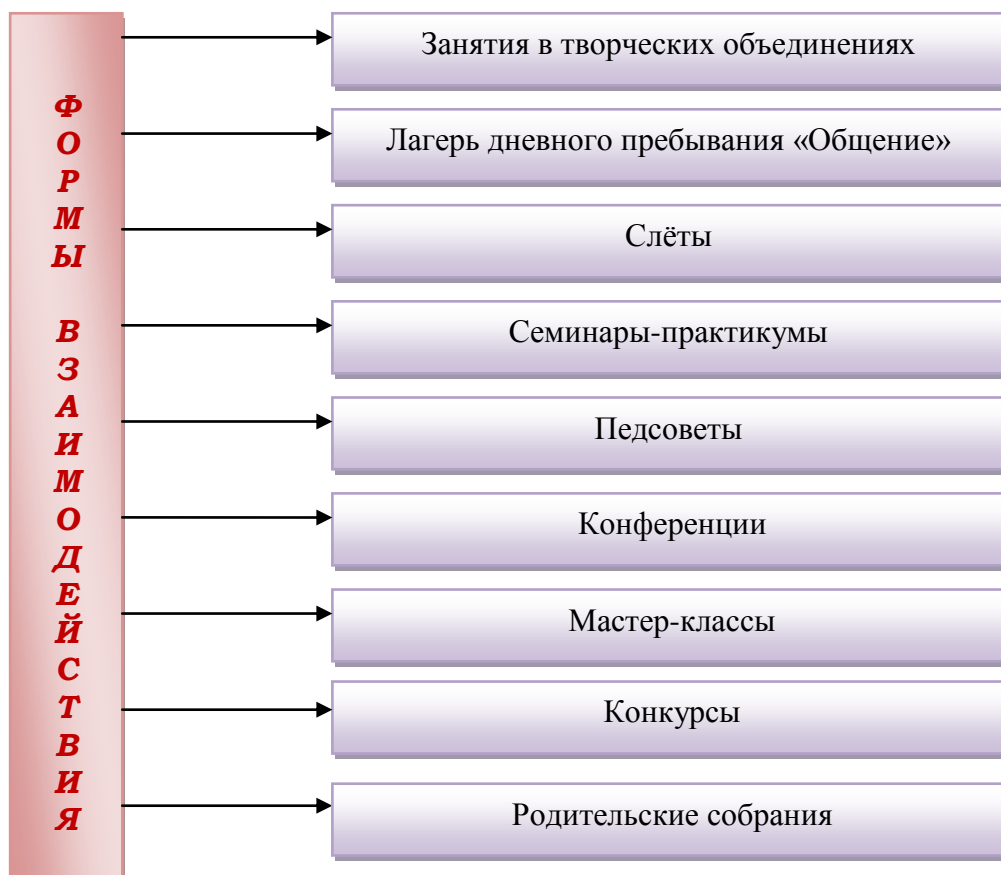 ФОРМЫ ВЗАИМОДЕЙСТВИЯ
Занятия в творческих объединениях
Лагерь дневного пребывания «Общение»
Слёты
Семинары-практикумы
Педсоветы
Конференции
Мастер-классы
Конкурсы
Родительские собрания